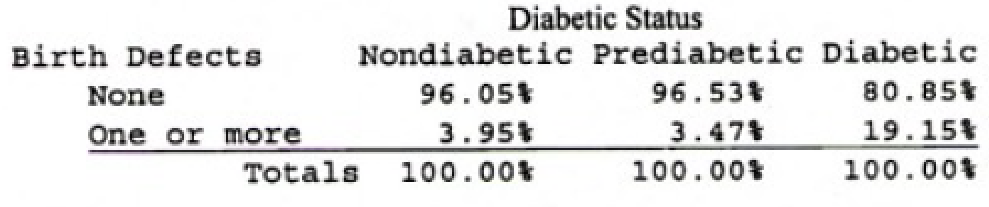 Diabetic Status
Birth Defects Nondiabetic Prediabetic Diabetic
None 96.05% 96.53% 80.85%
One or more 3.95% 3.47% 19.15%
Totals 100.00% 100.00% 100.00%